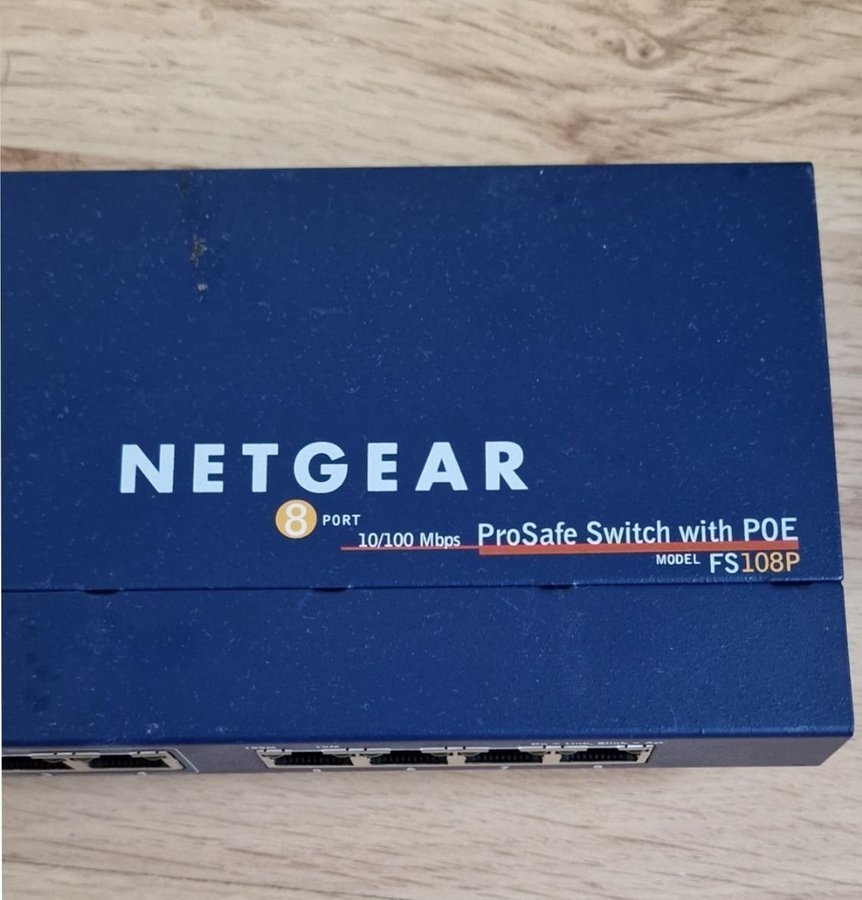 NETGEAR
8 PORT
10/100 Mbps ProSafe Switch with POE
MODEL FS108P